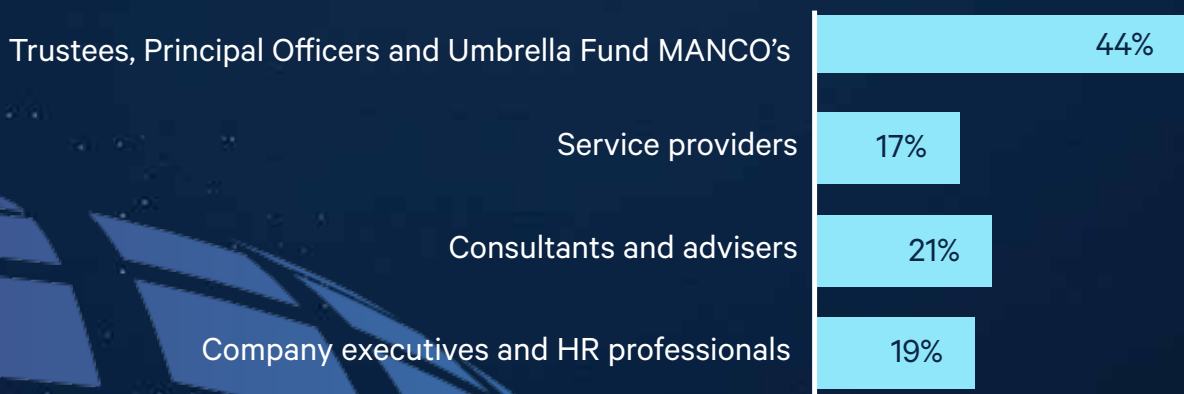 Trustees, Principal Officers and Umbrella Fund MANCO’s 44%
Service providers 17%
Consultants and advisers 21%
Company executives and HR professionals 19%